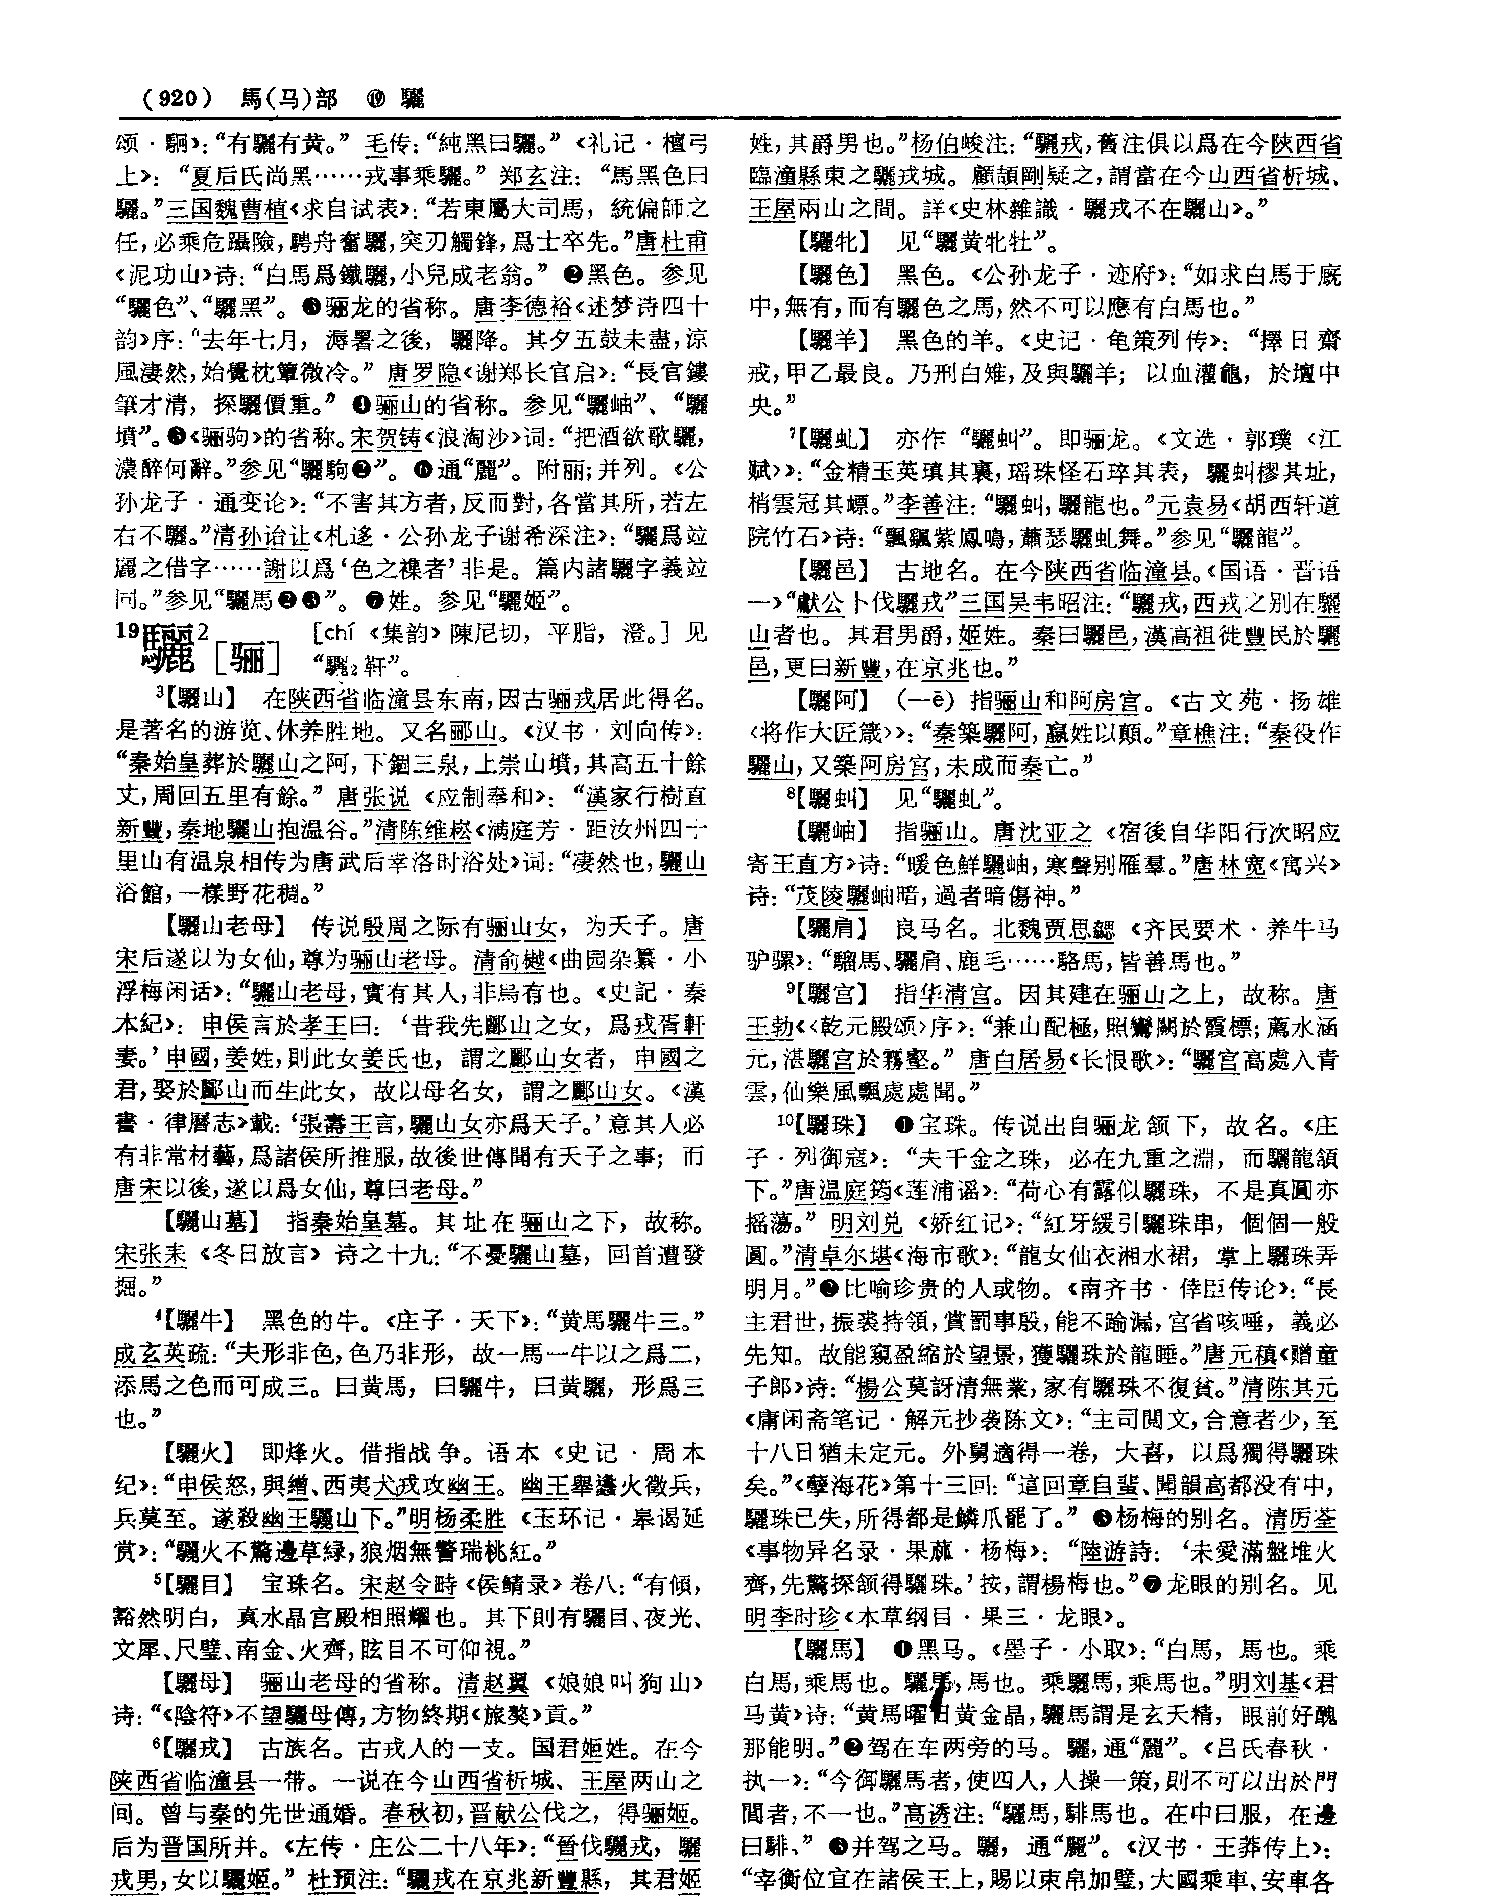 (920) 馬(马)部 ⑲ 驪
颂·駉》：“有驪有黄。” 毛传：“純黑曰驪。”《礼记·檀弓
上》：“夏后氏尚黑……戎事乘驪。” 郑玄注：“馬黑色曰
驪。”三国魏曹植《求自试表》：“若東屬大司馬，統偏師之
任，必乘危躡險，騁舟奮驪，突刃觸鋒，爲士卒先。”唐杜甫
《泥功山》诗：“白馬爲鐵驪，小兒成老翁。” ❷黑色。参见
“驪色”、“驪黑”。❸骊龙的省称。唐李德裕《述梦诗四十
韵》序：“去年七月，溽暑之後，驪降。其夕五鼓未盡，涼
風淒然，始覺枕簟微冷。” 唐罗隐《谢郑长官启》：“長官鏤
筆才清，探驪價重。” ❹骊山的省称。参见“驪岫”、“驪
墳”。❺《骊驹》的省称。宋贺铸《浪淘沙》词：“把酒欲歌驪，
濃醉何辭。”参见“驪駒❷”。❻通“麗”。附丽；并列。《公
孙龙子·通变论》：“不害其方者，反而對，各當其所，若左
右不驪。”清孙诒让《札迻·公孙龙子谢希深注》：“驪爲竝
麗之借字……謝以爲‘色之襍者’非是。篇内諸驪字義竝
同。”参见“驪馬❷❸”。❼姓。参见“驪姬”。
19驪2［骊］ ［chí《集韵》陳尼切，平脂，澄。］见
“驪2靬”。
3【驪山】 在陕西省临潼县东南，因古骊戎居此得名。
是著名的游览、休养胜地。又名郦山。《汉书·刘向传》：
“秦始皇葬於驪山之阿，下錮三泉，上崇山墳，其高五十餘
丈，周回五里有餘。” 唐张说《应制奉和》：“漢家行樹直
新豐，秦地驪山抱温谷。”清陈维崧《满庭芳·距汝州四十
里山有温泉相传为唐武后幸洛时浴处》词：“凄然也，驪山
浴館，一樣野花稠。”
【驪山老母】 传说殷周之际有骊山女，为天子。唐
宋后遂以为女仙，尊为骊山老母。清俞樾《曲园杂纂·小
浮梅闲话》：“驪山老母，實有其人，非烏有也。《史記·秦
本紀》：申侯言於孝王曰：‘昔我先酈山之女，爲戎胥軒
妻。’申國，姜姓，則此女姜氏也，謂之酈山女者，申國之
君，娶於酈山而生此女，故以母名女，謂之酈山女。《漢
書·律曆志》載：‘張壽王言，驪山女亦爲天子。’意其人必
有非常材藝，爲諸侯所推服，故後世傳聞有天子之事；而
唐宋以後，遂以爲女仙，尊曰老母。”
【驪山墓】 指秦始皇墓。其址在骊山之下，故称。
宋张耒《冬日放言》诗之十九：“不憂驪山墓，回首遭發
掘。”
4【驪牛】 黑色的牛。《庄子·天下》：“黄馬驪牛三。”
成玄英疏：“夫形非色，色乃非形，故一馬一牛以之爲二，
添馬之色而可成三。曰黄馬，曰驪牛，曰黄驪，形爲三
也。”
【驪火】 即烽火。借指战争。语本《史记·周本
纪》：“申侯怒，與繒、西夷犬戎攻幽王。幽王舉㷭火徵兵，
兵莫至。遂殺幽王驪山下。”明杨柔胜《玉环记·皋谒延
赏》：“驪火不驚邊草緑，狼烟無警瑞桃紅。”
5【驪目】 宝珠名。宋赵令畤《侯鲭录》卷八：“有傾，
豁然明白，真水晶宫殿相照耀也。其下則有驪目、夜光、
文犀、尺璧、南金、火齊，眩目不可仰視。”
【驪母】 骊山老母的省称。清赵翼《娘娘叫狗山》
诗：“《陰符》不望驪母傳，方物終期《旅獒》貢。”
6【驪戎】 古族名。古戎人的一支。国君姬姓。在今
陕西省临潼县一带。一说在今山西省析城、王屋两山之
间。曾与秦的先世通婚。春秋初，晋献公伐之，得骊姬。
后为晋国所并。《左传·庄公二十八年》：“晉伐驪戎，驪
戎男，女以驪姬。” 杜预注：“驪戎在京兆新豐縣，其君姬
姓，其爵男也。”杨伯峻注：“驪戎，舊注俱以爲在今陝西省
臨潼縣東之驪戎城。顧頡剛疑之，謂當在今山西省析城、
王屋兩山之間。詳《史林雜識·驪戎不在驪山》。”
【驪牝】 见“驪黄牝牡”。
【驪色】 黑色。《公孙龙子·迹府》：“如求白馬于廐
中，無有，而有驪色之馬，然不可以應有白馬也。”
【驪羊】 黑色的羊。《史记·龟策列传》：“擇日齋
戒，甲乙最良。乃刑白雉，及與驪羊；以血灌龜，於壇中
央。”
7【驪虬】 亦作“驪虯”。即骊龙。《文选·郭璞〈江
赋〉》：“金精玉英瑱其裏，瑶珠怪石琗其表，驪虯樛其址，
梢雲冠其㟽。”李善注：“驪虯，驪龍也。”元袁易《胡西轩道
院竹石》诗：“飄飄紫鳳鳴，蕭瑟驪虬舞。”参见“驪龍”。
【驪邑】 古地名。在今陕西省临潼县。《国语·晋语
一》“獻公卜伐驪戎”三国吴韦昭注：“驪戎，西戎之别在驪
山者也。其君男爵，姬姓。秦曰驪邑，漢高祖徙豐民於驪
邑，更曰新豐，在京兆也。”
【驪阿】 (—ē) 指骊山和阿房宫。《古文苑·扬雄
〈将作大匠箴〉》：“秦築驪阿，嬴姓以顛。”章樵注：“秦役作
驪山，又築阿房宫，未成而秦亡。”
8【驪虯】 见“驪虬”。
【驪岫】 指骊山。唐沈亚之《宿後自华阳行次昭应
寄王直方》诗：“暖色鮮驪岫，寒聲别雁羣。”唐林宽《寓兴》
诗：“茂陵驪岫暗，過者暗傷神。”
【驪肩】 良马名。北魏贾思勰《齐民要术·养牛马
驴骡》：“騮馬、驪肩、鹿毛……駱馬，皆善馬也。”
9【驪宫】 指华清宫。因其建在骊山之上，故称。唐
王勃《〈乾元殿颂〉序》：“兼山配極，照鸞闕於霞標；薦水涵
元，湛驪宫於霧壑。” 唐白居易《长恨歌》：“驪宫高處入青
雲，仙樂風飄處處聞。”
10【驪珠】 ❶宝珠。传说出自骊龙颔下，故名。《庄
子·列御寇》：“夫千金之珠，必在九重之淵，而驪龍頷
下。”唐温庭筠《莲浦谣》：“荷心有露似驪珠，不是真圓亦
摇蕩。” 明刘兑《娇红记》：“紅牙緩引驪珠串，個個一般
圓。”清卓尔堪《海市歌》：“龍女仙衣湘水裙，掌上驪珠弄
明月。”❷比喻珍贵的人或物。《南齐书·倖臣传论》：“長
主君世，振裘持領，賞罰事殷，能不踰漏，宫省咳唾，義必
先知。故能窺盈縮於望景，獲驪珠於龍睡。”唐元稹《赠童
子郎》诗：“楊公莫訝清無業，家有驪珠不復貧。”清陈其元
《庸闲斋笔记·解元抄袭陈文》：“主司閲文，合意者少，至
十八日猶未定元。外舅適得一卷，大喜，以爲獨得驪珠
矣。”《孽海花》第十三回：“這回章自蜚、聞韻高都没有中，
驪珠已失，所得都是鱗爪罷了。” ❸杨梅的别名。清厉荃
《事物异名录·果蓏·杨梅》：“陸游詩：‘未愛滿盤堆火
齊，先驚探頷得驪珠。’按，謂楊梅也。”❼龙眼的别名。见
明李时珍《本草纲目·果三·龙眼》。
【驪馬】 ❶黑马。《墨子·小取》：“白馬，馬也。乘
白馬，乘馬也。驪馬，馬也。乘驪馬，乘馬也。”明刘基《君
马黄》诗：“黄馬曜日黄金晶，驪馬謂是玄天精，眼前好醜
那能明。”❷驾在车两旁的马。驪，通“麗”。《吕氏春秋·
执一》：“今御驪馬者，使四人，人操一策，則不可以出於門
閭者，不一也。”高诱注：“驪馬，騑馬也。在中曰服，在邊
曰騑。” ❸并驾之马。驪，通“麗”。《汉书·王莽传上》：
“宰衡位宜在諸侯王上，賜以束帛加璧，大國乘車、安車各